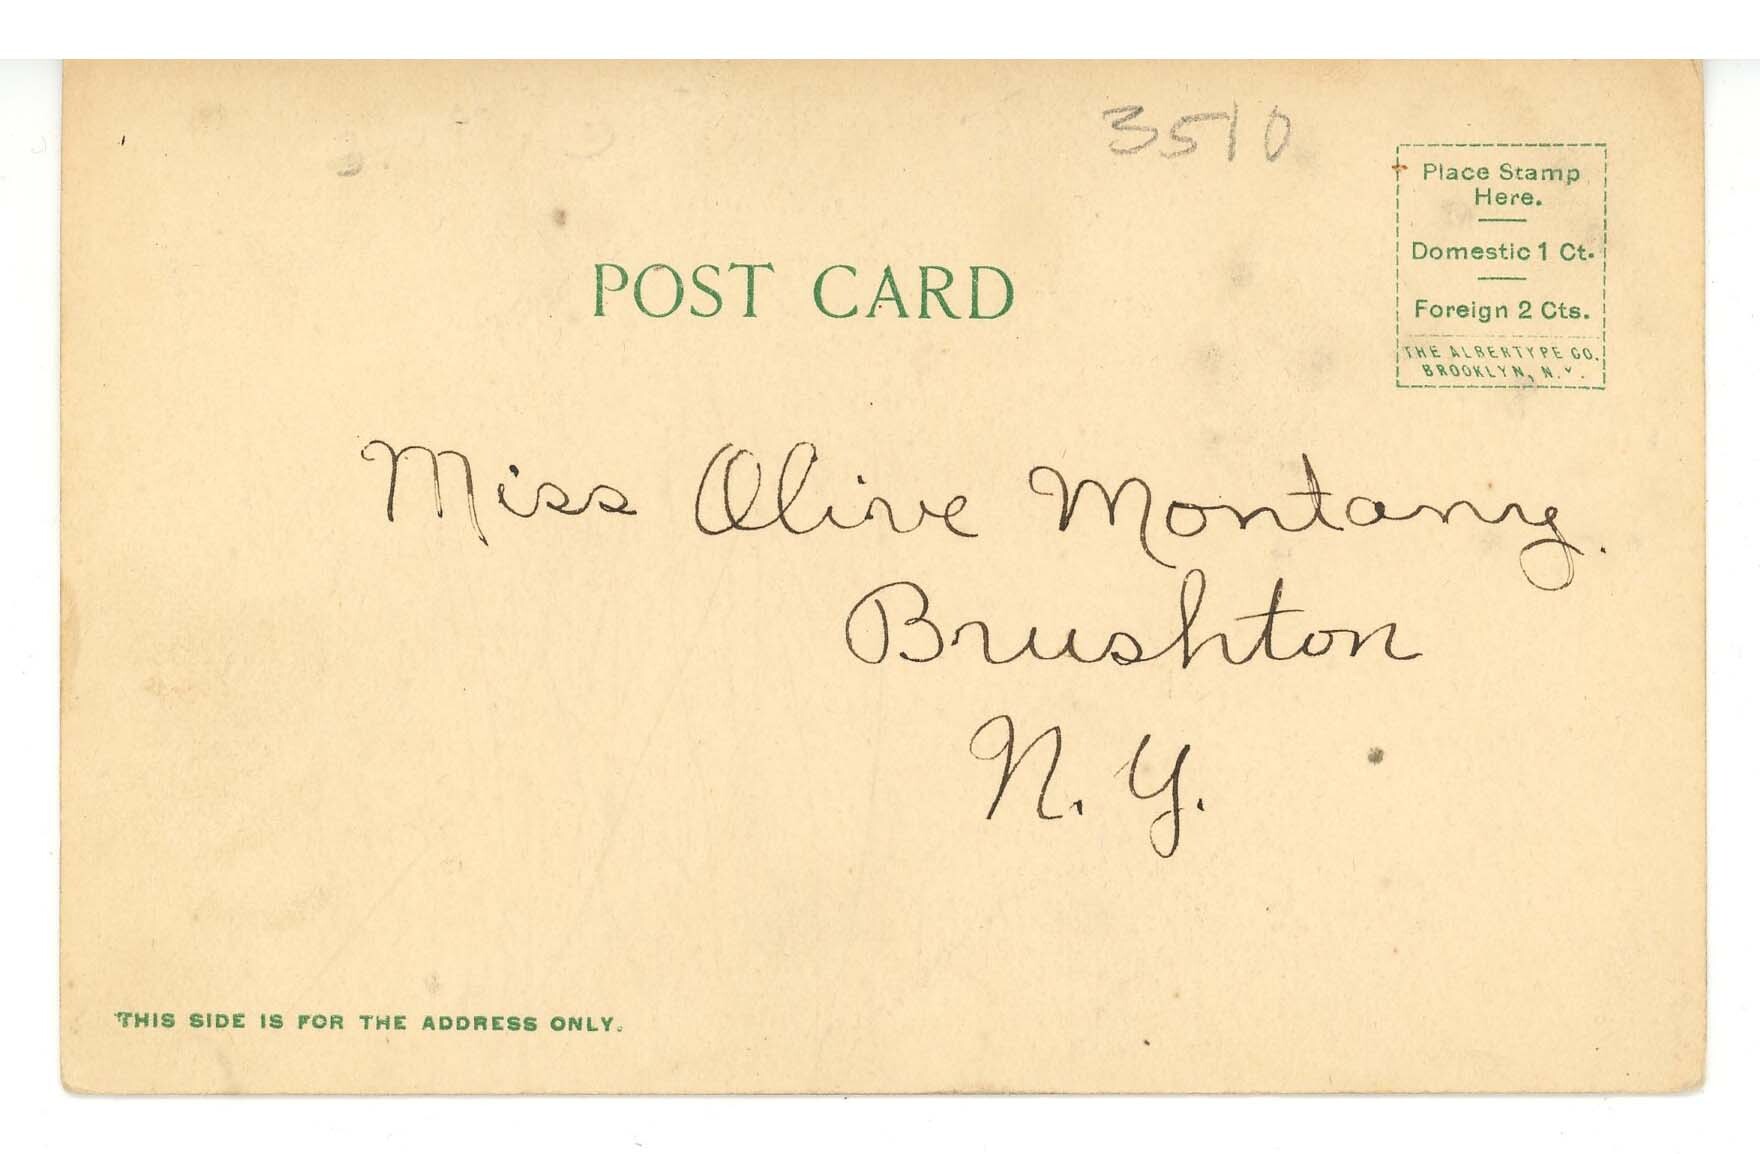 3510
Place Stamp
Here.
Domestic 1 Ct.
Foreign 2 Cts.
THE ALBERTYPE CO.
BROOKLYN, N.Y.
POST CARD
Miss Olive Montany.
Brushton
N. Y.
THIS SIDE IS FOR THE ADDRESS ONLY.